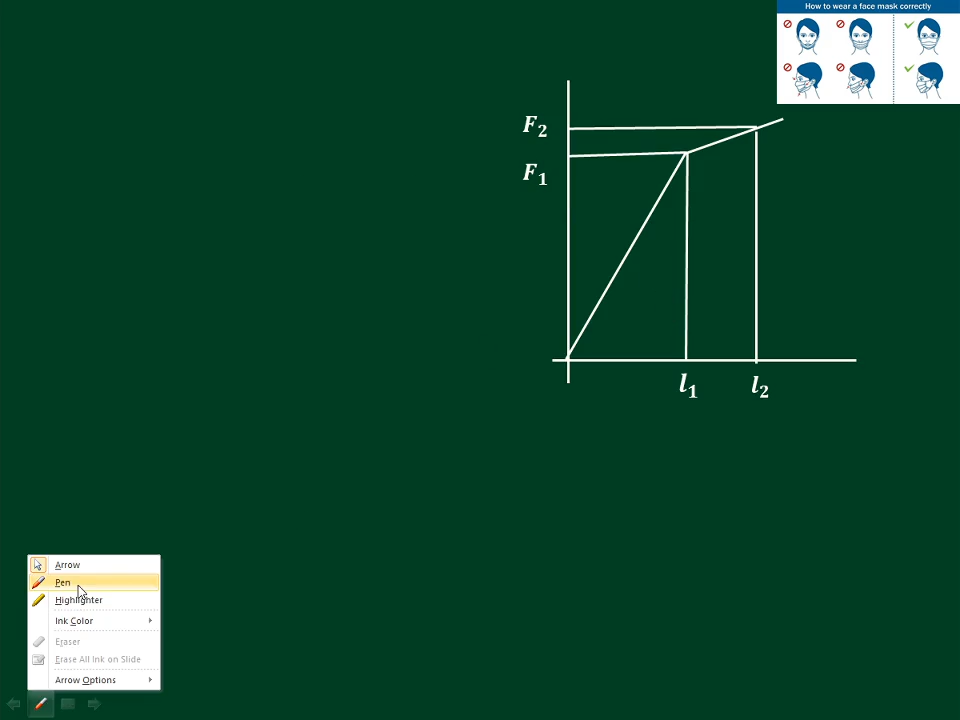 How to wear a face mask correctly
F2
F1
l1
l2
Arrow
Pen
Highlighter
Ink Color
Eraser
Erase All Ink on Slide
Arrow Options